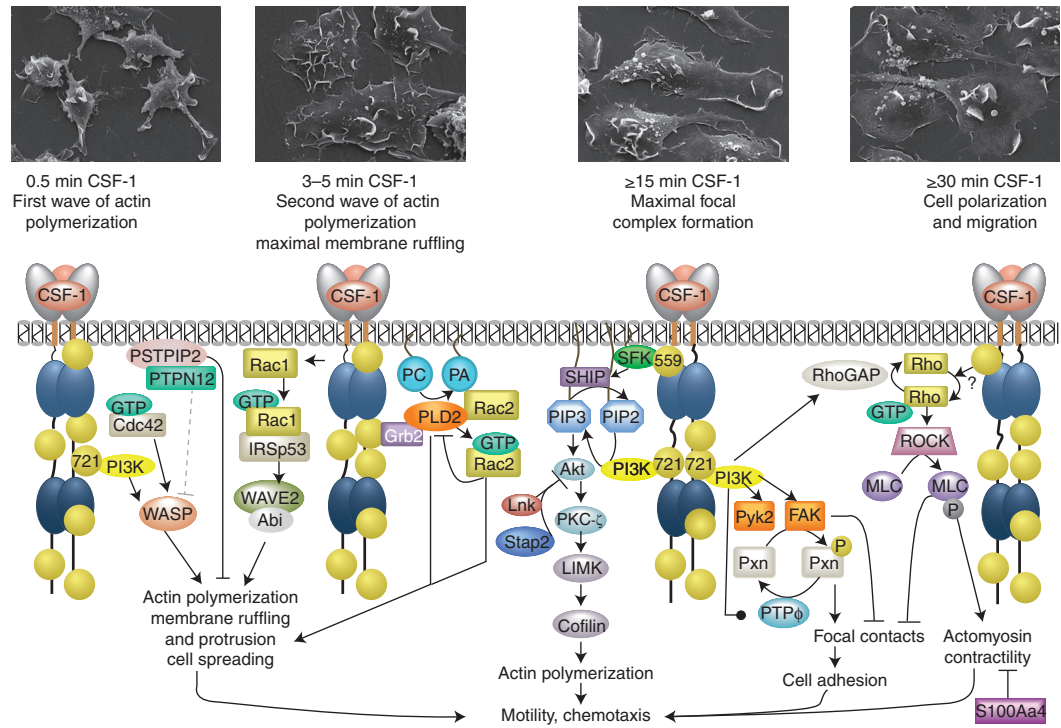 0.5 min CSF-1
First wave of actin
polymerization
3–5 min CSF-1
Second wave of actin
polymerization
maximal membrane ruffling
≥15 min CSF-1
Maximal focal
complex formation
≥30 min CSF-1
Cell polarization
and migration
CSF-1
CSF-1
CSF-1
CSF-1
PSTPIP2
PTPN12
GTP
Cdc42
721
PI3K
WASP
Rac1
GTP
Rac1
IRSp53
WAVE2
Abi
Actin polymerization
membrane ruffling
and protrusion
cell spreading
PC
PA
PLD2
Rac2
Grb2
GTP
Rac2
SFK
559
SHIP
PIP3
PIP2
Akt
PI3K
721
721
PI3K
Lnk
Stap2
PKC-ζ
LIMK
Cofilin
Actin polymerization
Motility, chemotaxis
Pyk2
FAK
Pxn
Pxn
P
PTPϕ
Focal contacts
Cell adhesion
RhoGAP
Rho
?
Rho
GTP
ROCK
MLC
MLC
P
Actomyosin
contractility
S100Aa4